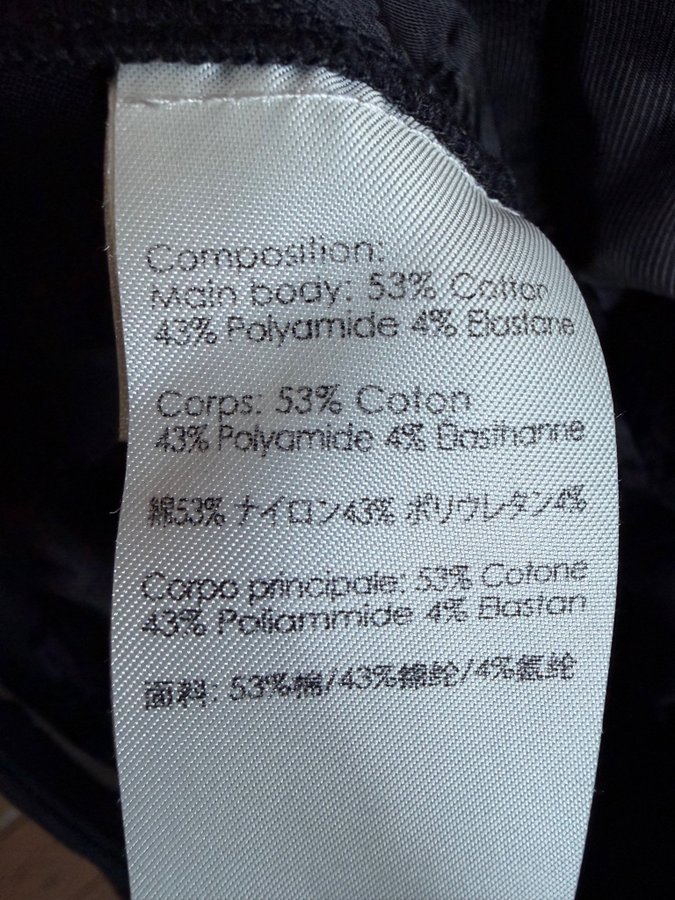 Composition:
Main body: 53% Cotton
43% Polyamide 4% Elastane
Corps: 53% Coton
43% Polyamide 4% Elasthanne
綿53% ナイロン43% ポリウレタン4%
Corpo principale: 53% Cotone
43% Poliammide 4% Elastan
面料: 53%棉/43%锦纶/4%氨纶